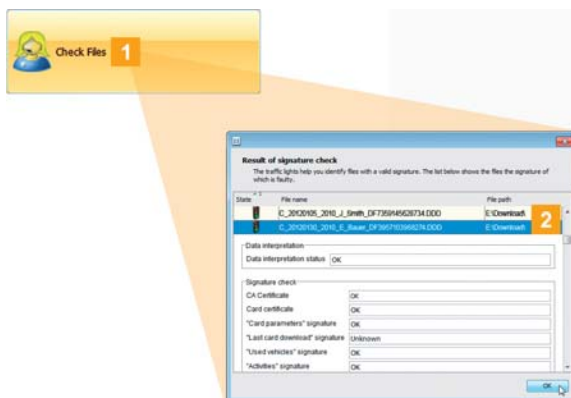 Check Files 1
Result of signature check
The traffic lights help you identify files with a valid signature. The list below shows the files the signature of
which is faulty.
State File name File path
C_20120105_2010_J_Smith_DF7359145628734.DDD E:\Download\
C_20120130_2010_E_Bauer_DF3957103968274.DDD E:\Download\
2
Data interpretation
Data interpretation status OK
Signature check
CA Certificate OK
Card certificate OK
"Card parameters" signature OK
"Last card download" signature Unknown
"Used vehicles" signature OK
"Activities" signature OK
OK